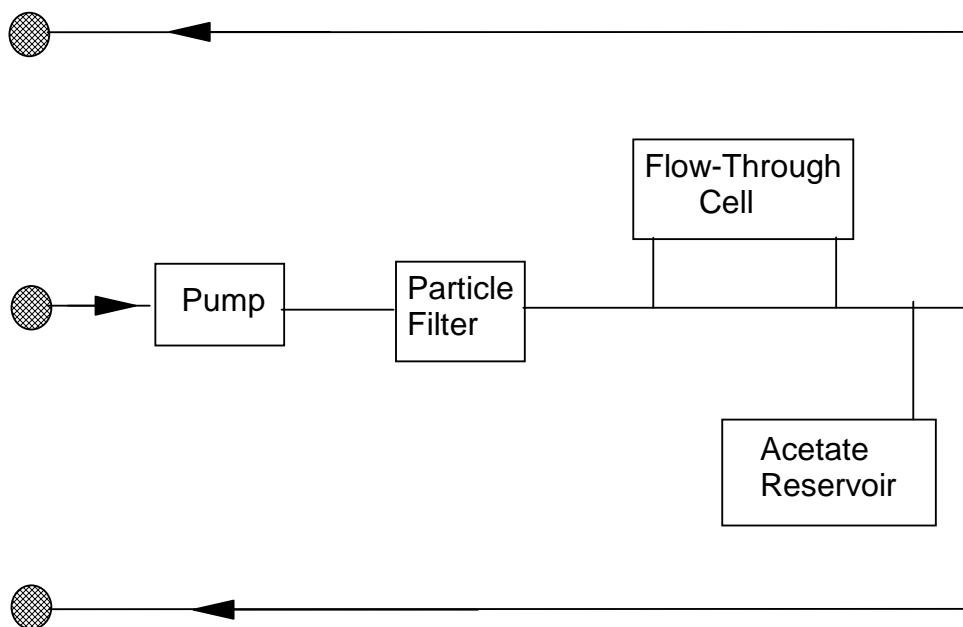 Flow-Through
Cell
Pump
Particle
Filter
Acetate
Reservoir